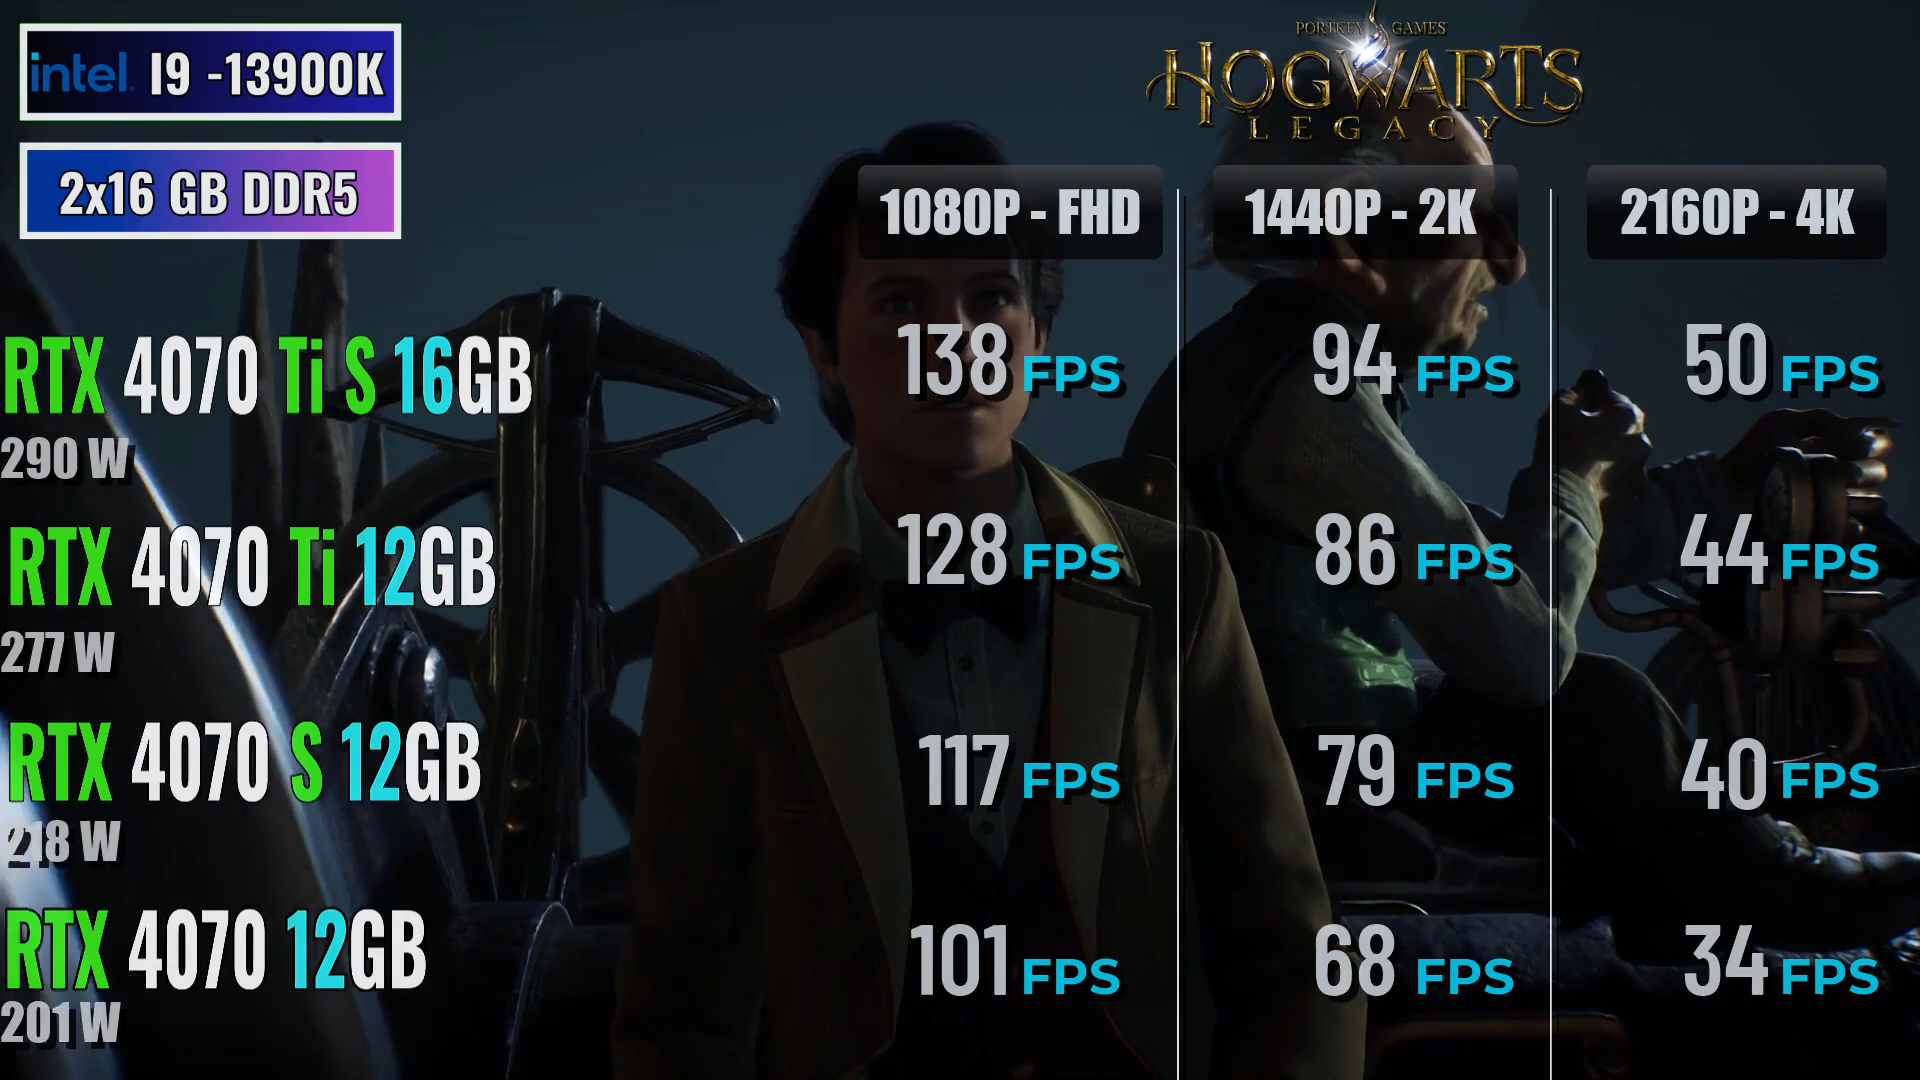 intel. I9 -13900K
2x16 GB DDR5
PORTKEY GAMES
HOGWARTS
LEGACY
1080P - FHD 1440P - 2K 2160P - 4K
RTX 4070 Ti S 16GB 138 FPS 94 FPS 50 FPS
290 W
RTX 4070 Ti 12GB 128 FPS 86 FPS 44 FPS
277 W
RTX 4070 S 12GB 117 FPS 79 FPS 40 FPS
218 W
RTX 4070 12GB 101 FPS 68 FPS 34 FPS
201 W